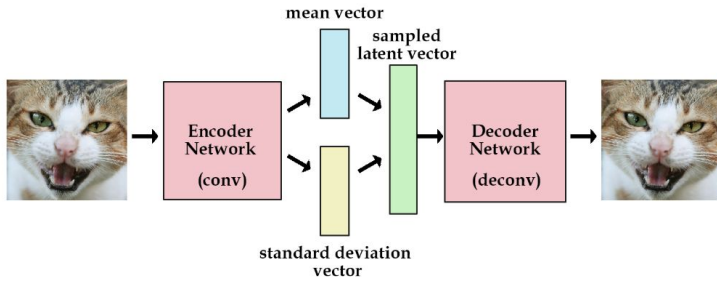 mean vector
sampled
latent vector
Encoder
Network
(conv)
Decoder
Network
(deconv)
standard deviation
vector